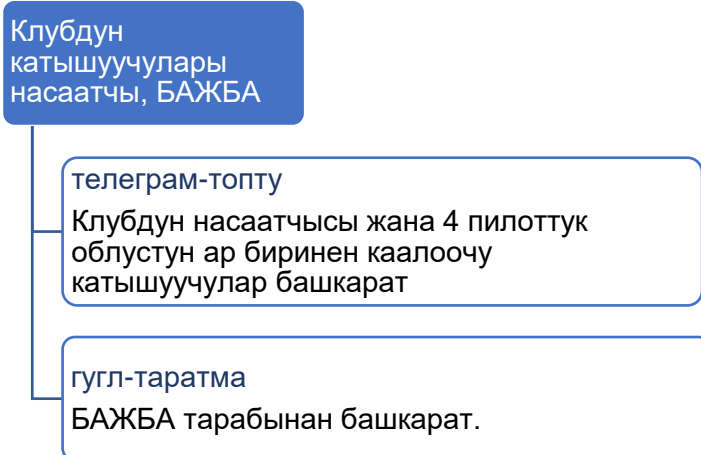 Клубдун
катышуучулары
насаатчы, БАЖБА
телеграм-топту
Клубдун насаатчысы жана 4 пилоттук
облустун ар биринен каалоочу
катышуучулар башкарат
гугл-таратма
БАЖБА тарабынан башкарат.